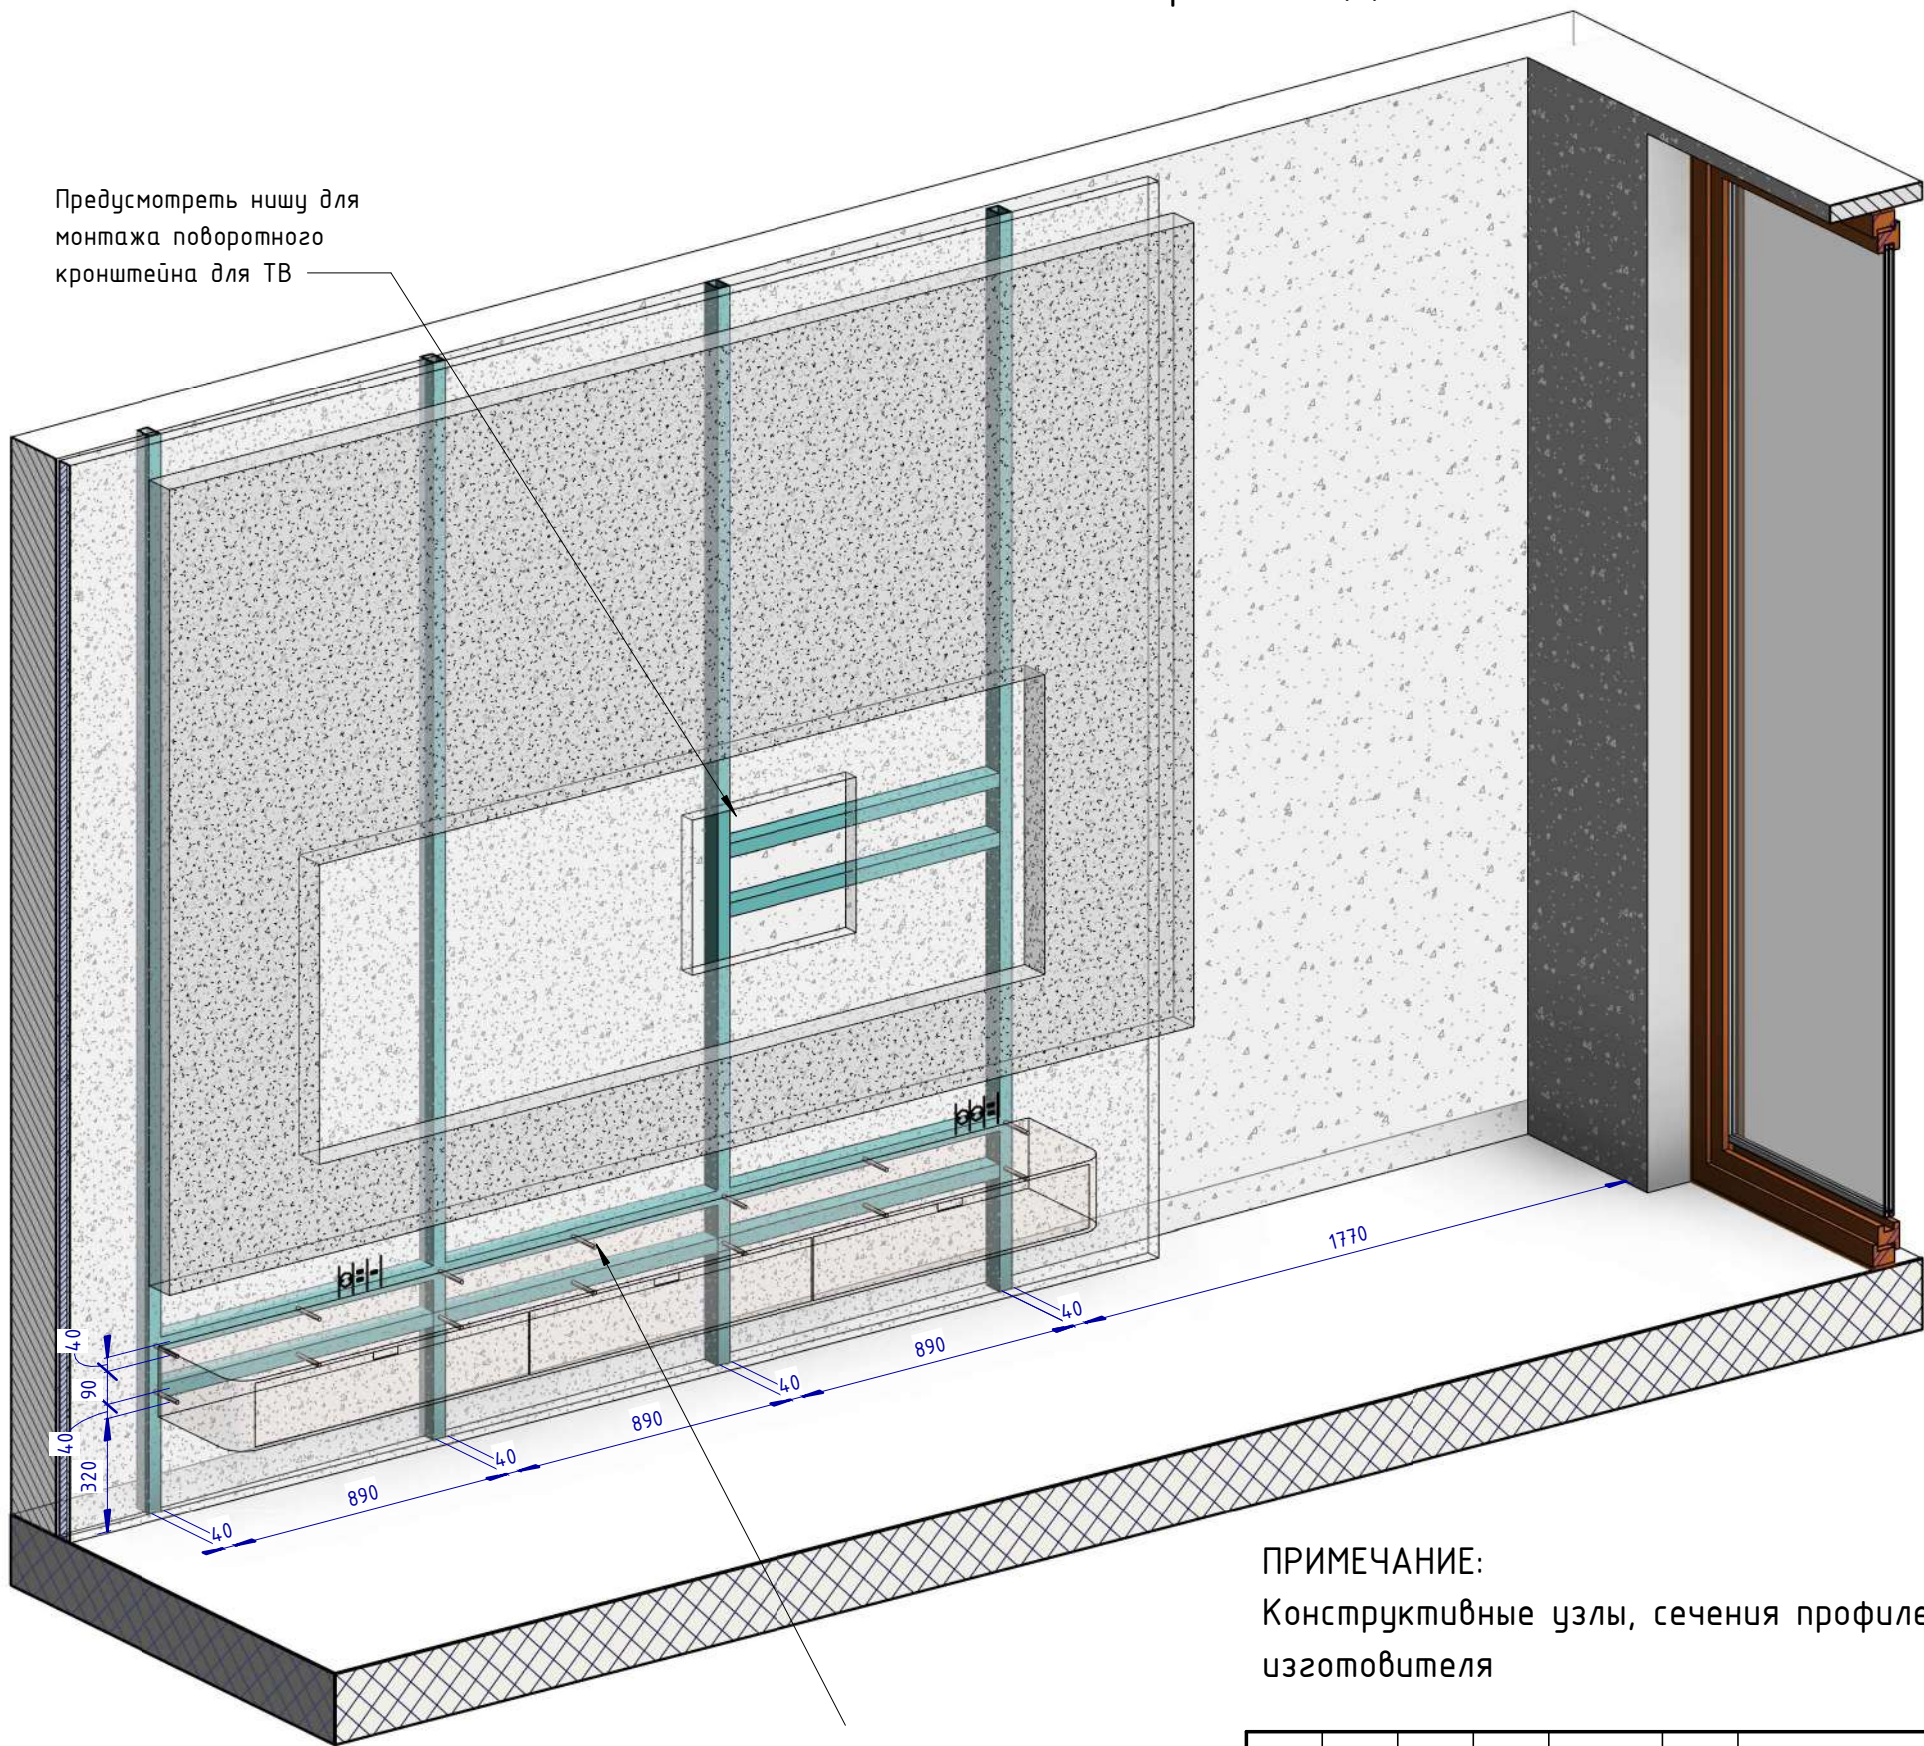 Предусмотреть нишу для
монтажа поворотного
кронштейна для ТВ
1770
40
890
40
890
40
890
40
40
90
40
320
ПРИМЕЧАНИЕ:
Конструктивные узлы, сечения профиле
изготовителя